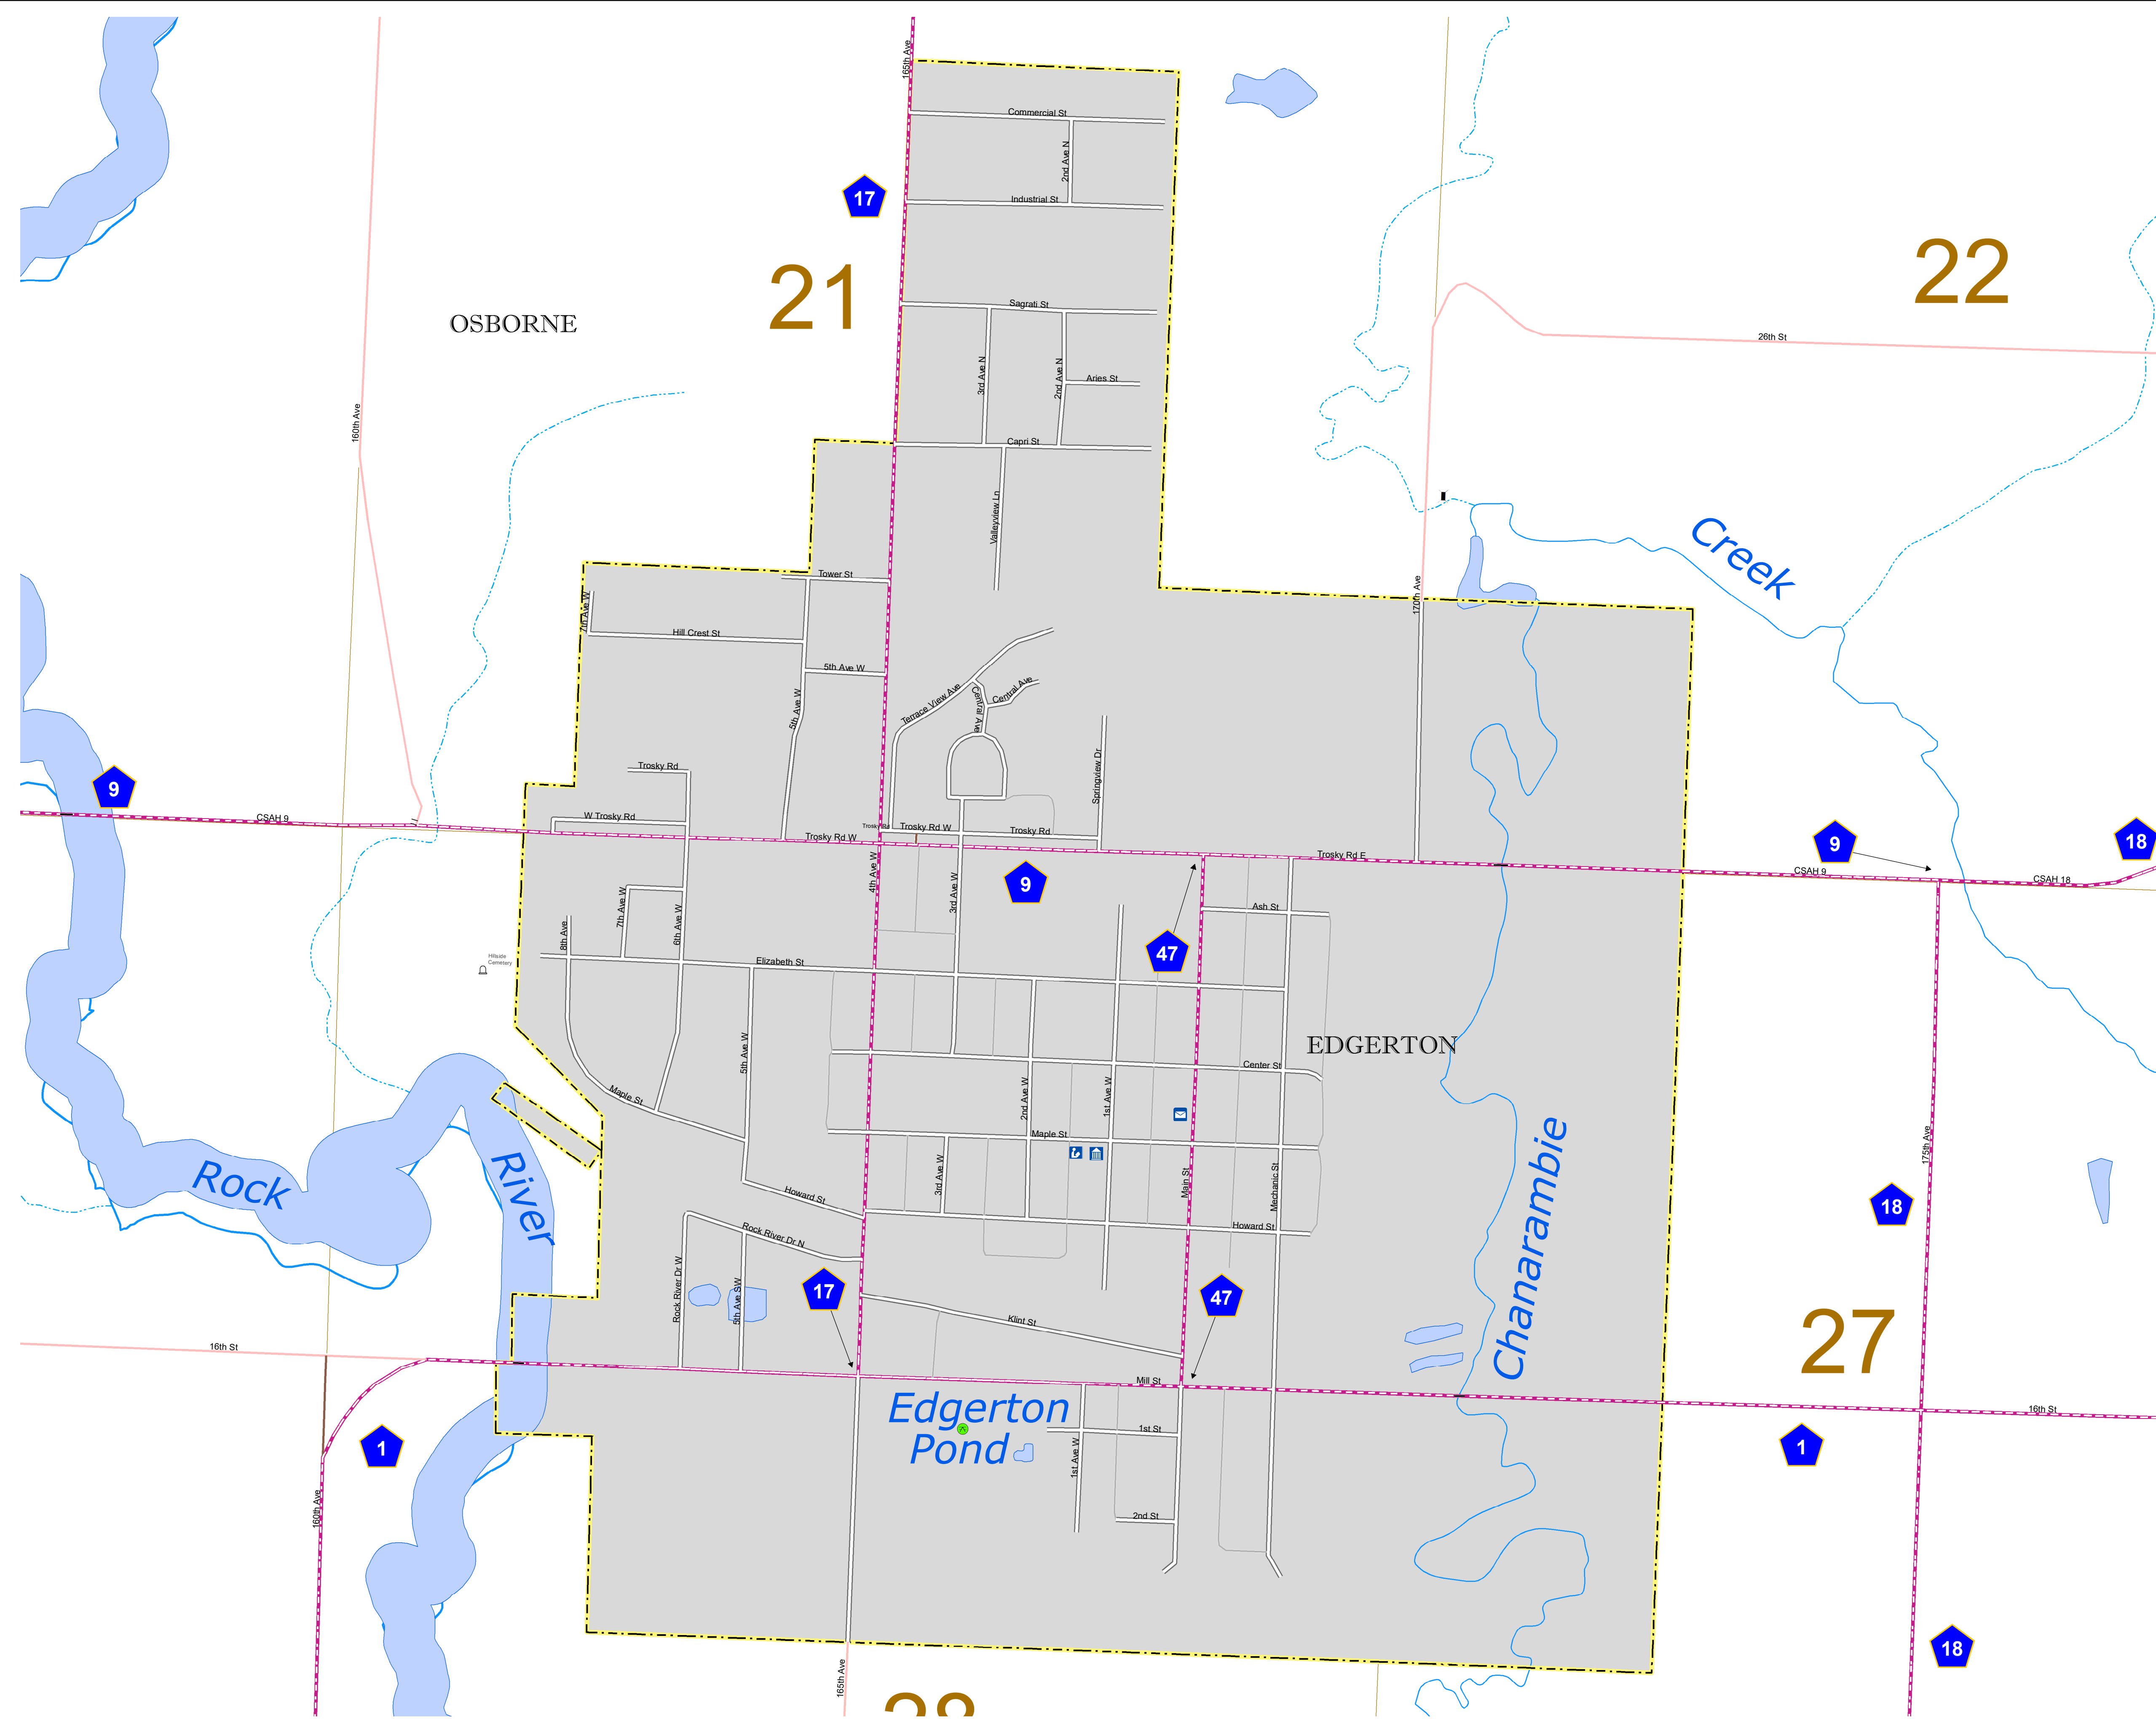 165th Ave
Commercial St
2nd Ave N
17
Industrial St
21
22
OSBORNE
Sagrati St
26th St
3rd Ave N
2nd Ave N
Aries St
160th Ave
Capri St
Valleyview Ln
Creek
Tower St
7th Ave W
170th Ave
Hill Crest St
5th Ave W
5th Ave W
Terrace View Ave
Central Ave
Central Ave
Springview Dr
Trosky Rd
9
CSAH 9
W Trosky Rd
Trosky Rd W
Trosky Rd
Trosky Rd W
Trosky Rd
Trosky Rd E
9
18
CSAH 9
CSAH 18
4th Ave W
9
3rd Ave W
7th Ave W
6th Ave W
8th Ave
Ash St
47
Hillside
Cemetery
Elizabeth St
5th Ave W
EDGERTON
Center St
Maple St
2nd Ave W
1st Ave W
Maple St
175th Ave
Rock
River
3rd Ave W
Main St
Mechanic St
Howard St
Howard St
18
Chanarambie
Rock River Dr N
Rock River Dr W
5th Ave SW
17
47
Klint St
27
16th St
Mill St
Edgerton
Pond
1st St
1st Ave W
16th St
1
1
160th Ave
2nd St
165th Ave
18
28